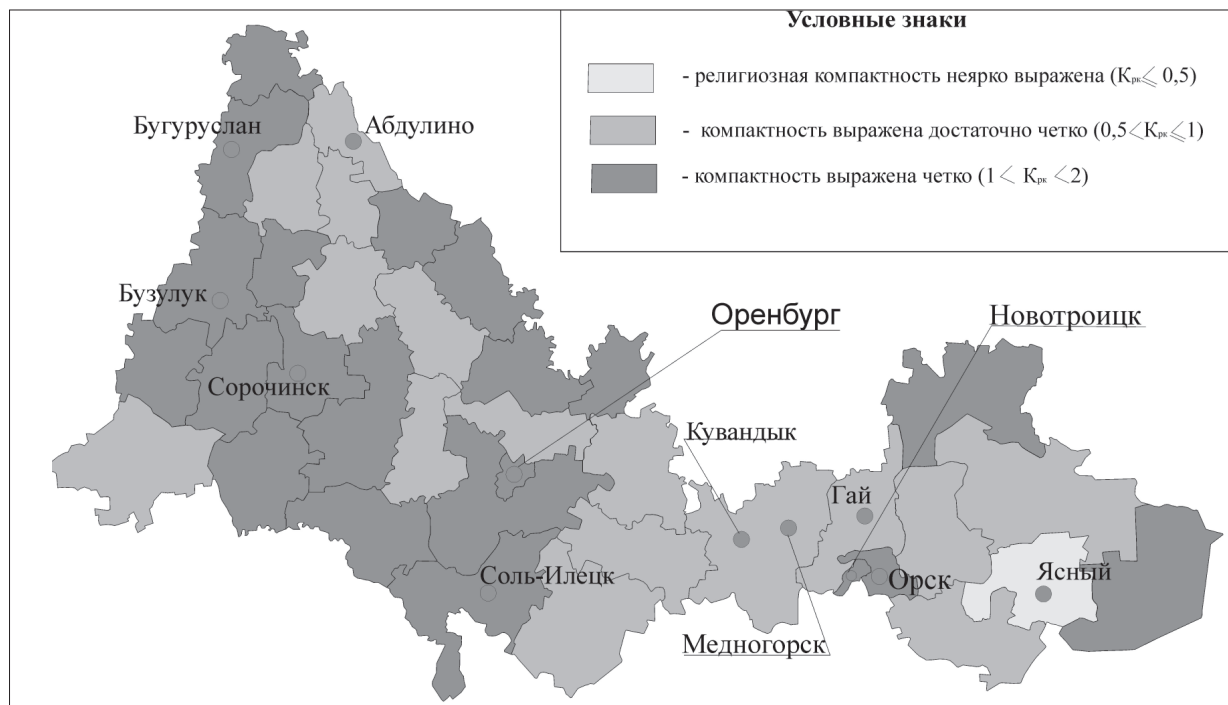 Условные знаки
- религиозная компактность неярко выражена (Kрк⩽ 0,5)
- компактность выражена достаточно четко (0,5<Kрк⩽1)
- компактность выражена четко (1< Kрк <2)
Бугуруслан
Абдулино
Бузулук
Оренбург
Новотроицк
Сорочинск
Кувандык
Гай
Соль-Илецк
Орск
Ясный
Медногорск